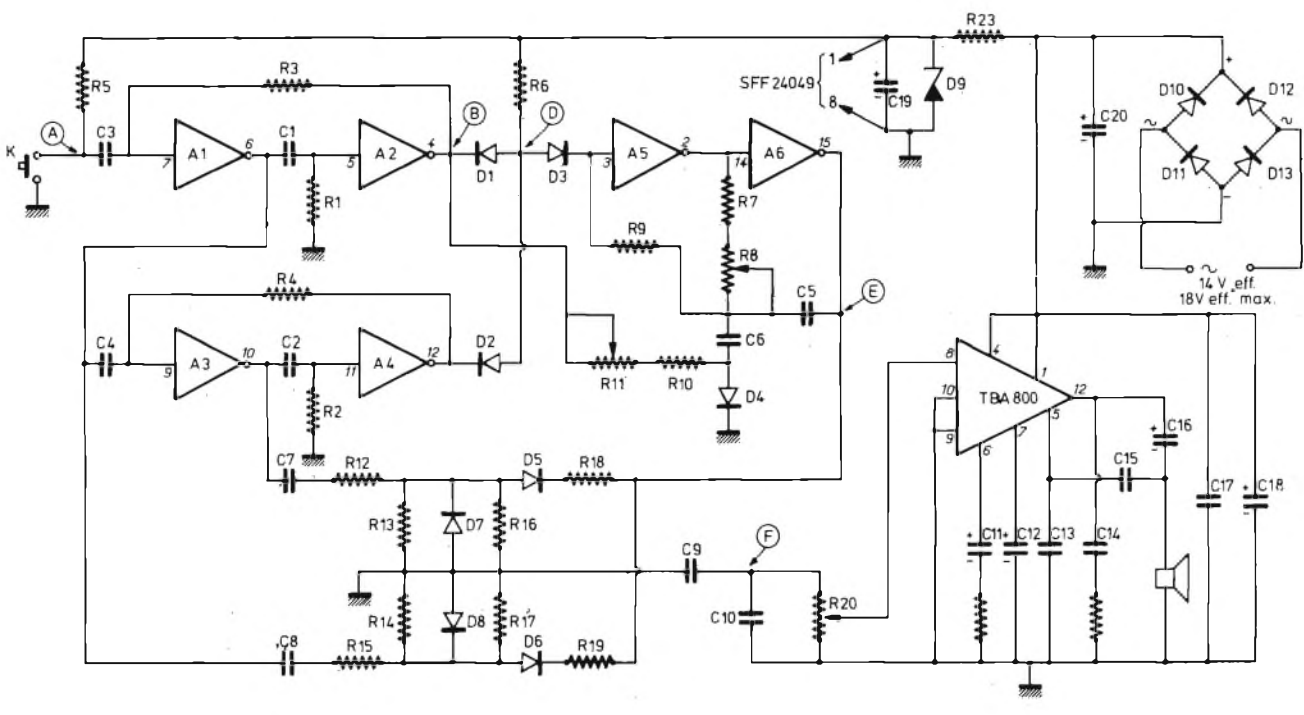 R23
R5
R3
R6
SFF 24049
1
8
C19
D9
D10
D12
C20
D11
D13
14 V eff.
18V eff. max.
K
A
C3
7
A1
6
C1
5
A2
4
B
D1
D
D3
3
A5
2
14
A6
15
R1
R7
R9
R8
C5
E
R4
C6
C4
9
A3
10
C2
11
A4
12
D2
R11
R10
D4
R2
8
4
1
10
TBA 800
12
9
5
7
6
C16
C15
C17
C18
C7
R12
D5
R18
R13
D7
R16
C9
F
C11
C12
C13
C14
R14
D8
R17
C10
R20
C8
R15
D6
R19